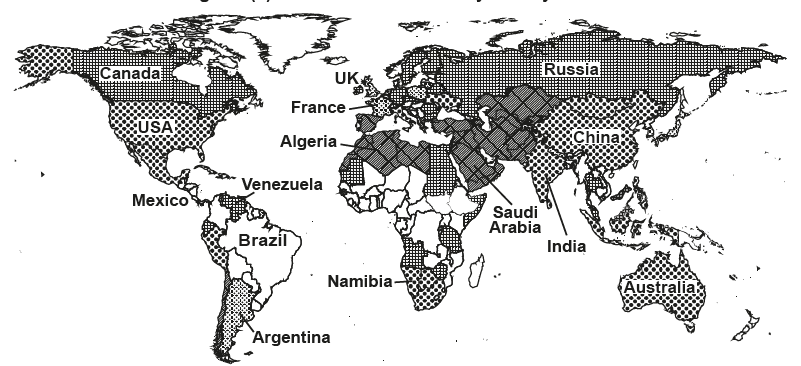 Canada
Russia
UK
France
USA
China
Algeria
Venezuela
Mexico
Saudi
Arabia
Brazil
India
Namibia
Australia
Argentina